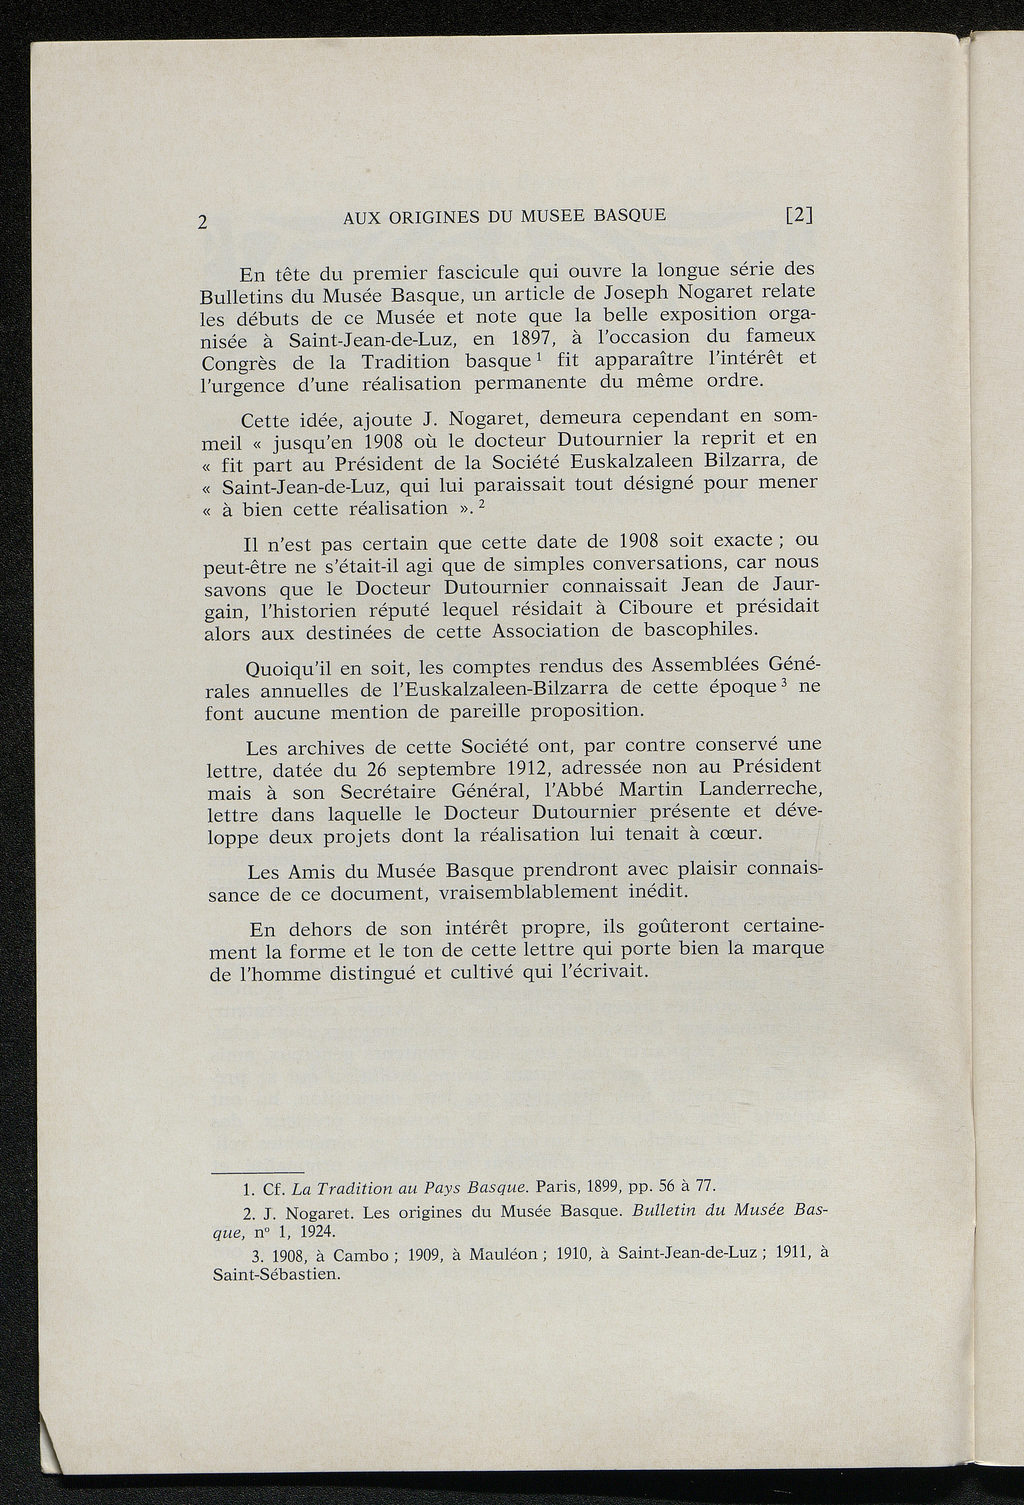 2 AUX ORIGINES DU MUSEE BASQUE [2]
En tête du premier fascicule qui ouvre la longue série des
Bulletins du Musée Basque, un article de Joseph Nogaret relate
les débuts de ce Musée et note que la belle exposition orga-
nisée à Saint-Jean-de-Luz, en 1897, à l'occasion du fameux
Congrès de la Tradition basque ¹ fit apparaître l'intérêt et
l'urgence d'une réalisation permanente du même ordre.
Cette idée, ajoute J. Nogaret, demeura cependant en som-
meil « jusqu'en 1908 où le docteur Dutournier la reprit et en
« fit part au Président de la Société Euskalzaleen Bilzarra, de
« Saint-Jean-de-Luz, qui lui paraissait tout désigné pour mener
« à bien cette réalisation ». ²
Il n'est pas certain que cette date de 1908 soit exacte ; ou
peut-être ne s'était-il agi que de simples conversations, car nous
savons que le Docteur Dutournier connaissait Jean de Jaur-
gain, l'historien réputé lequel résidait à Ciboure et présidait
alors aux destinées de cette Association de bascophiles.
Quoiqu'il en soit, les comptes rendus des Assemblées Géné-
rales annuelles de l'Euskalzaleen-Bilzarra de cette époque ³ ne
font aucune mention de pareille proposition.
Les archives de cette Société ont, par contre conservé une
lettre, datée du 26 septembre 1912, adressée non au Président
mais à son Secrétaire Général, l'Abbé Martin Landerreche,
lettre dans laquelle le Docteur Dutournier présente et déve-
loppe deux projets dont la réalisation lui tenait à cœur.
Les Amis du Musée Basque prendront avec plaisir connais-
sance de ce document, vraisemblablement inédit.
En dehors de son intérêt propre, ils goûteront certaine-
ment la forme et le ton de cette lettre qui porte bien la marque
de l'homme distingué et cultivé qui l'écrivait.
1. Cf. La Tradition au Pays Basque. Paris, 1899, pp. 56 à 77.
2. J. Nogaret. Les origines du Musée Basque. Bulletin du Musée Bas-
que, n° 1, 1924.
3. 1908, à Cambo ; 1909, à Mauléon ; 1910, à Saint-Jean-de-Luz ; 1911, à
Saint-Sébastien.